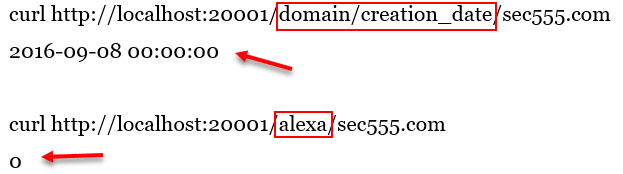 curl http://localhost:20001/domain/creation_date/sec555.com
2016-09-08 00:00:00
curl http://localhost:20001/alexa/sec555.com
0